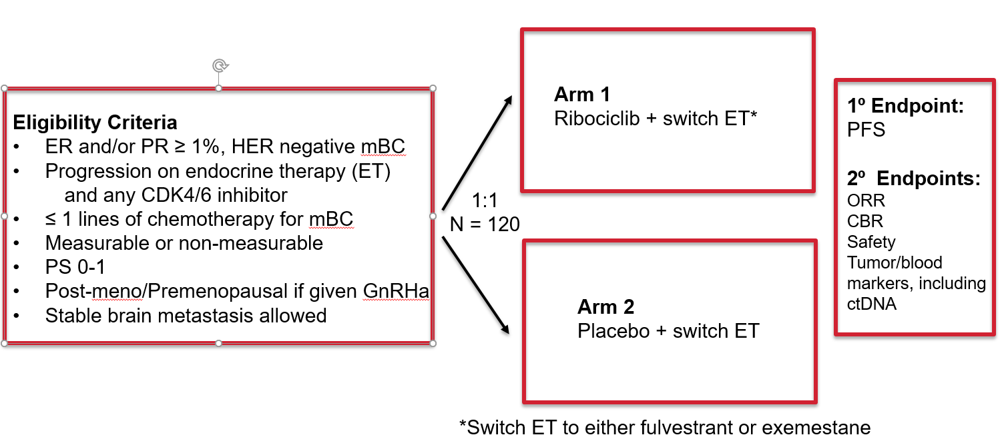 Eligibility Criteria
• ER and/or PR ≥ 1%, HER negative mBC
• Progression on endocrine therapy (ET)
and any CDK4/6 inhibitor
• ≤ 1 lines of chemotherapy for mBC
• Measurable or non-measurable
• PS 0-1
• Post-meno/Premenopausal if given GnRHa
• Stable brain metastasis allowed
1:1
N = 120
Arm 1
Ribociclib + switch ET*
Arm 2
Placebo + switch ET
1º Endpoint:
PFS
2º Endpoints:
ORR
CBR
Safety
Tumor/blood
markers, including
ctDNA
*Switch ET to either fulvestrant or exemestane